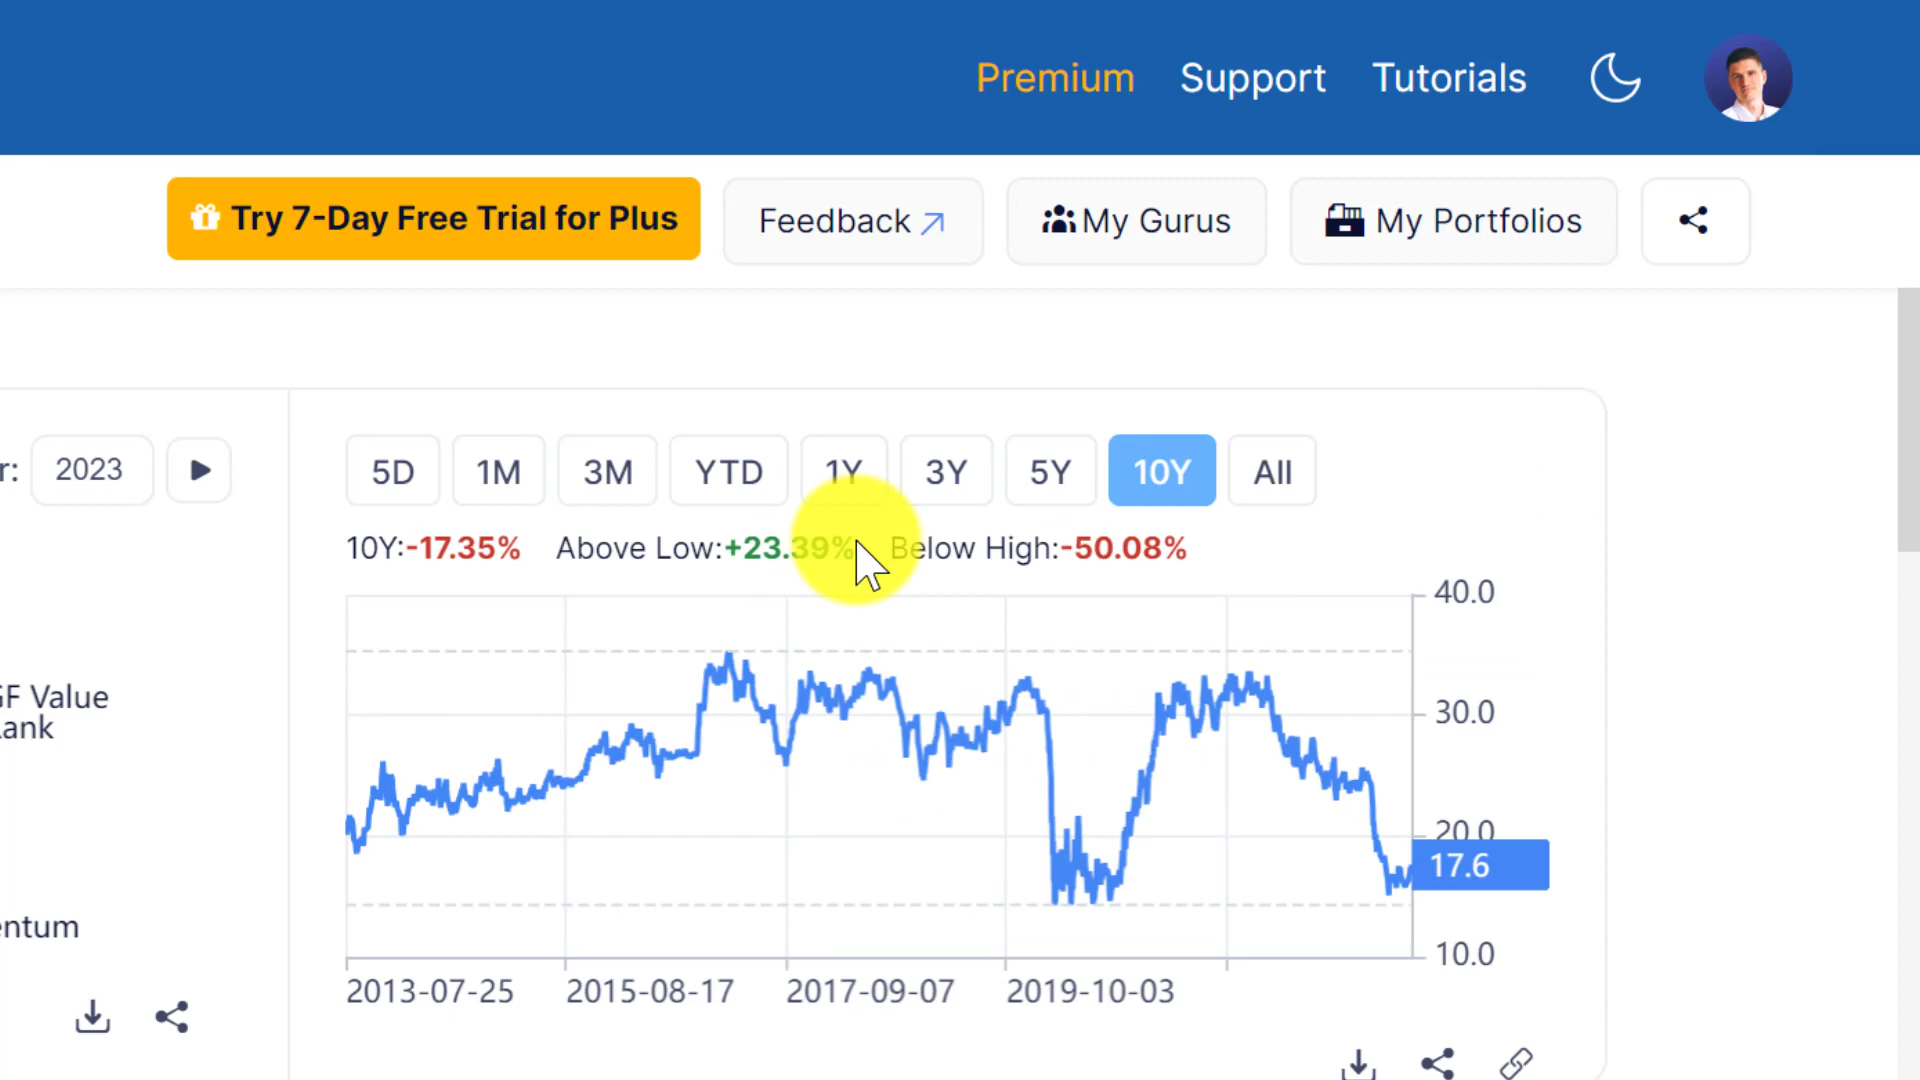 Premium Support Tutorials
Try 7-Day Free Trial for Plus Feedback My Gurus My Portfolios
r: 2023 5D 1M 3M YTD 1Y 3Y 5Y 10Y All
10Y:-17.35% Above Low:+23.39% Below High:-50.08%
40.0
GF Value
30.0
20.0
17.6
10.0
2013-07-25 2015-08-17 2017-09-07 2019-10-03